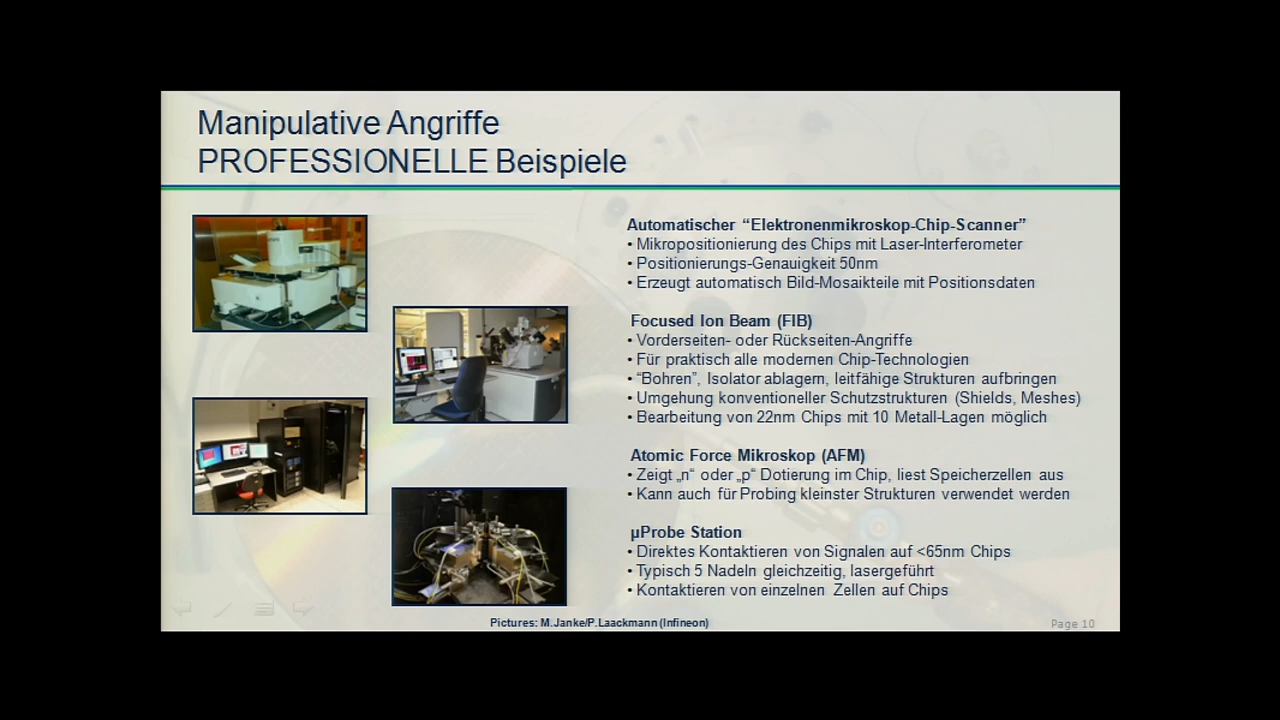 Manipulative Angriffe
PROFESSIONELLE Beispiele
Automatischer “Elektronenmikroskop-Chip-Scanner”
• Mikropositionierung des Chips mit Laser-Interferometer
• Positionierungs-Genauigkeit 50nm
• Erzeugt automatisch Bild-Mosaikteile mit Positionsdaten
Focused Ion Beam (FIB)
• Vorderseiten- oder Rückseiten-Angriffe
• Für praktisch alle modernen Chip-Technologien
• “Bohren”, Isolator ablagern, leitfähige Strukturen aufbringen
• Umgehung konventioneller Schutzstrukturen (Shields, Meshes)
• Bearbeitung von 22nm Chips mit 10 Metall-Lagen möglich
Atomic Force Mikroskop (AFM)
• Zeigt „n“ oder „p“ Dotierung im Chip, liest Speicherzellen aus
• Kann auch für Probing kleinster Strukturen verwendet werden
µProbe Station
• Direktes Kontaktieren von Signalen auf <65nm Chips
• Typisch 5 Nadeln gleichzeitig, lasergeführt
• Kontaktieren von einzelnen Zellen auf Chips
Pictures: M.Janke/P.Laackmann (Infineon)
Page 10